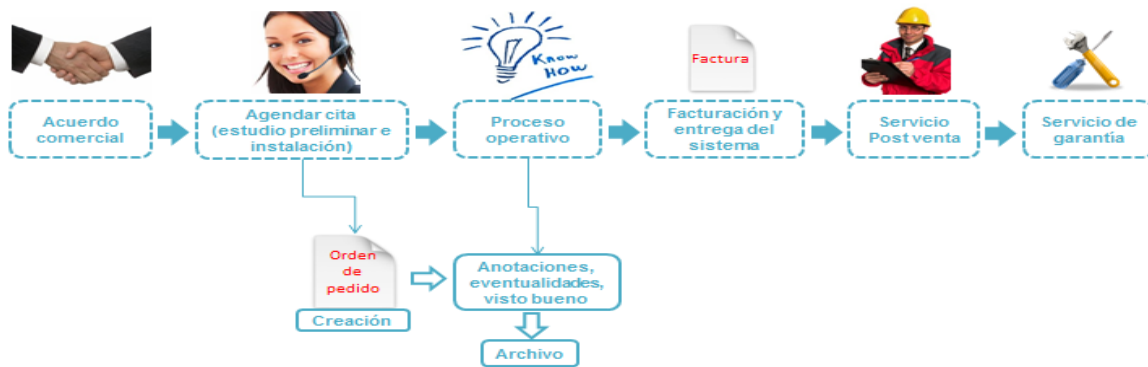 Know
How
Factura
Acuerdo
comercial
Agendar cita
(estudio preliminar e
instalación)
Proceso
operativo
Facturación y
entrega del
sistema
Servicio
Post venta
Servicio de
garantía
Orden
de
pedido
Creación
Anotaciones,
eventualidades,
visto bueno
Archivo